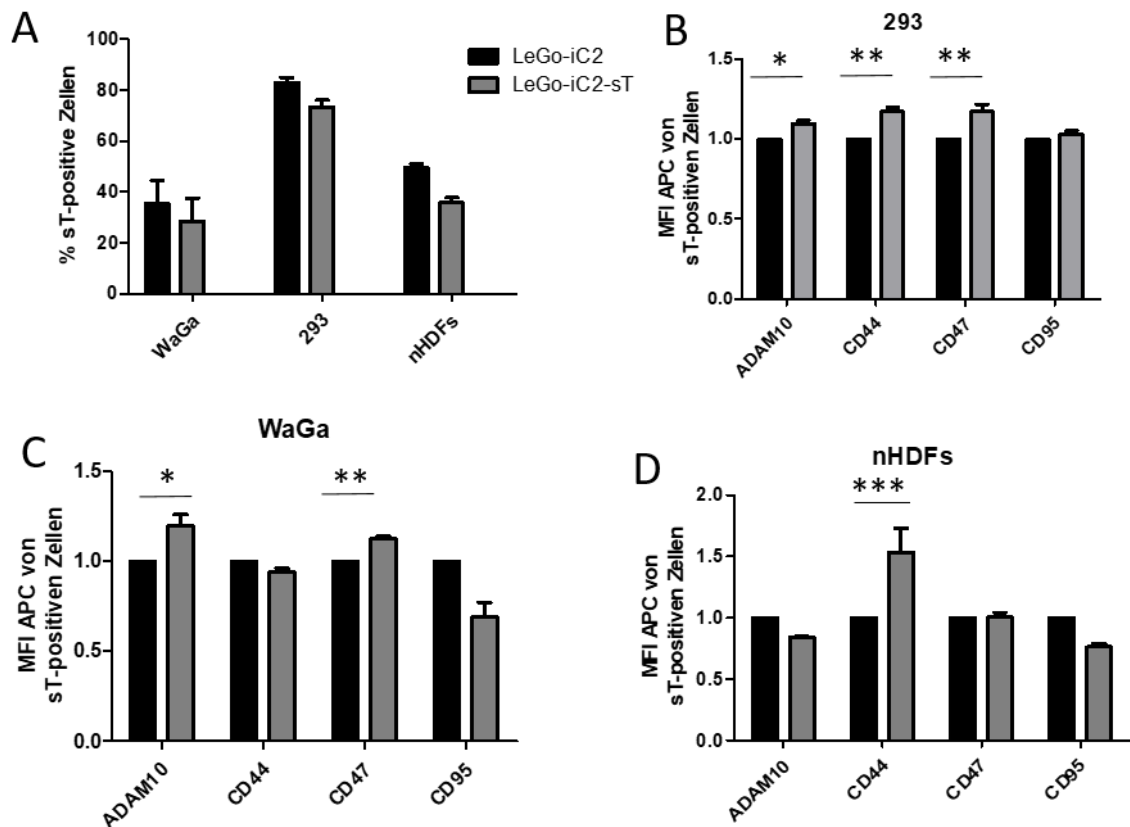 A
% sT-positive Zellen
100
80
60
40
20
0
WaGa
293
nHDFs
LeGo-iC2
LeGo-iC2-sT
B
293
MFI APC von
sT-positiven Zellen
1.5
1.0
0.5
0.0
*
**
**
ADAM10
CD44
CD47
CD95
C
WaGa
MFI APC von
sT-positiven Zellen
1.5
1.0
0.5
0.0
*
**
ADAM10
CD44
CD47
CD95
D
nHDFs
MFI APC von
sT-positiven Zellen
2.0
1.5
1.0
0.5
0.0
***
ADAM10
CD44
CD47
CD95